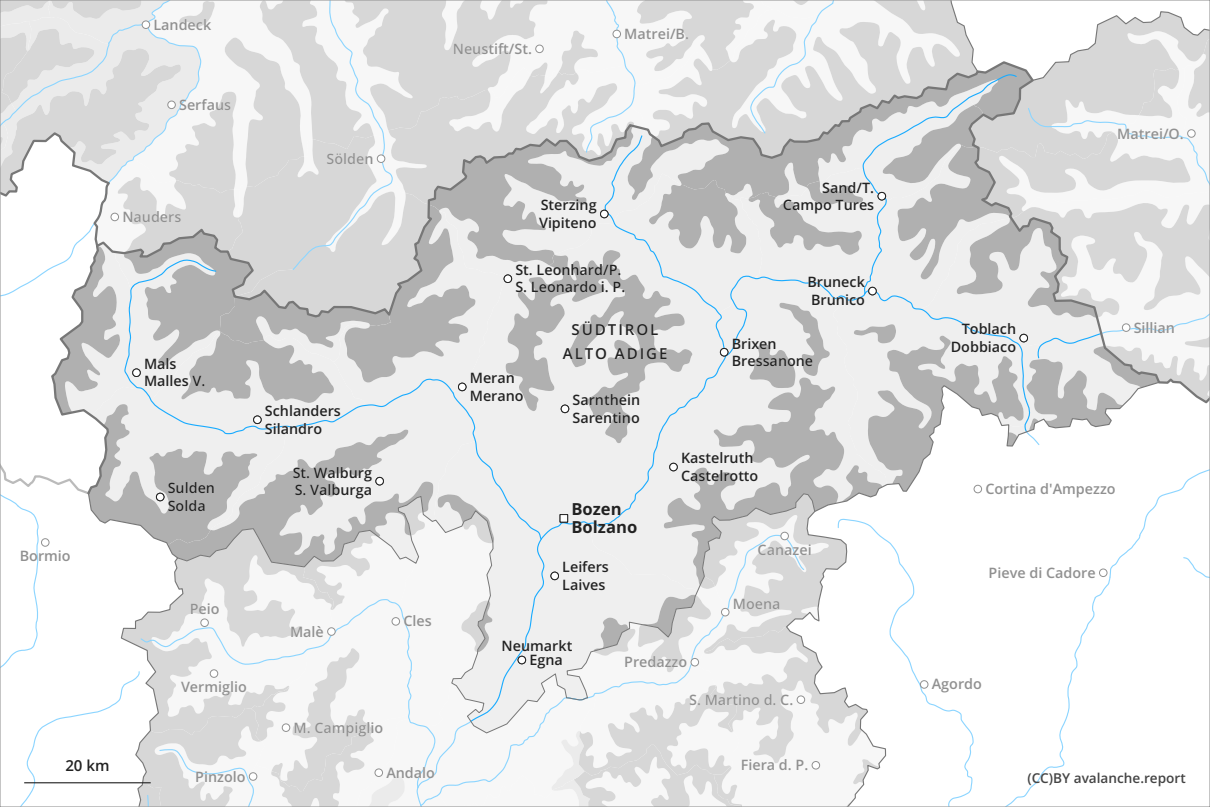 Landeck
Neustift/St.
Matrei/B.
Serfaus
Matrei/O.
Sölden
Nauders
Sand/T.
Campo Tures
Sterzing
Vipiteno
St. Leonhard/P.
S. Leonardo i. P.
Bruneck
Brunico
SÜDTIROL
ALTO ADIGE
Toblach
Dobbiaco
Sillian
Brixen
Bressanone
Mals
Malles V.
Meran
Merano
Sarnthein
Sarentino
Schlanders
Silandro
St. Walburg
S. Valburga
Kastelruth
Castelrotto
Sulden
Solda
Cortina d'Ampezzo
Bozen
Bolzano
Bormio
Canazei
Leifers
Laives
Pieve di Cadore
Peio
Malè
Cles
Moena
Neumarkt
Egna
Predazzo
Vermiglio
Agordo
S. Martino d. C.
M. Campiglio
20 km
Pinzolo
Andalo
Fiera d. P.
(CC)BY avalanche.report